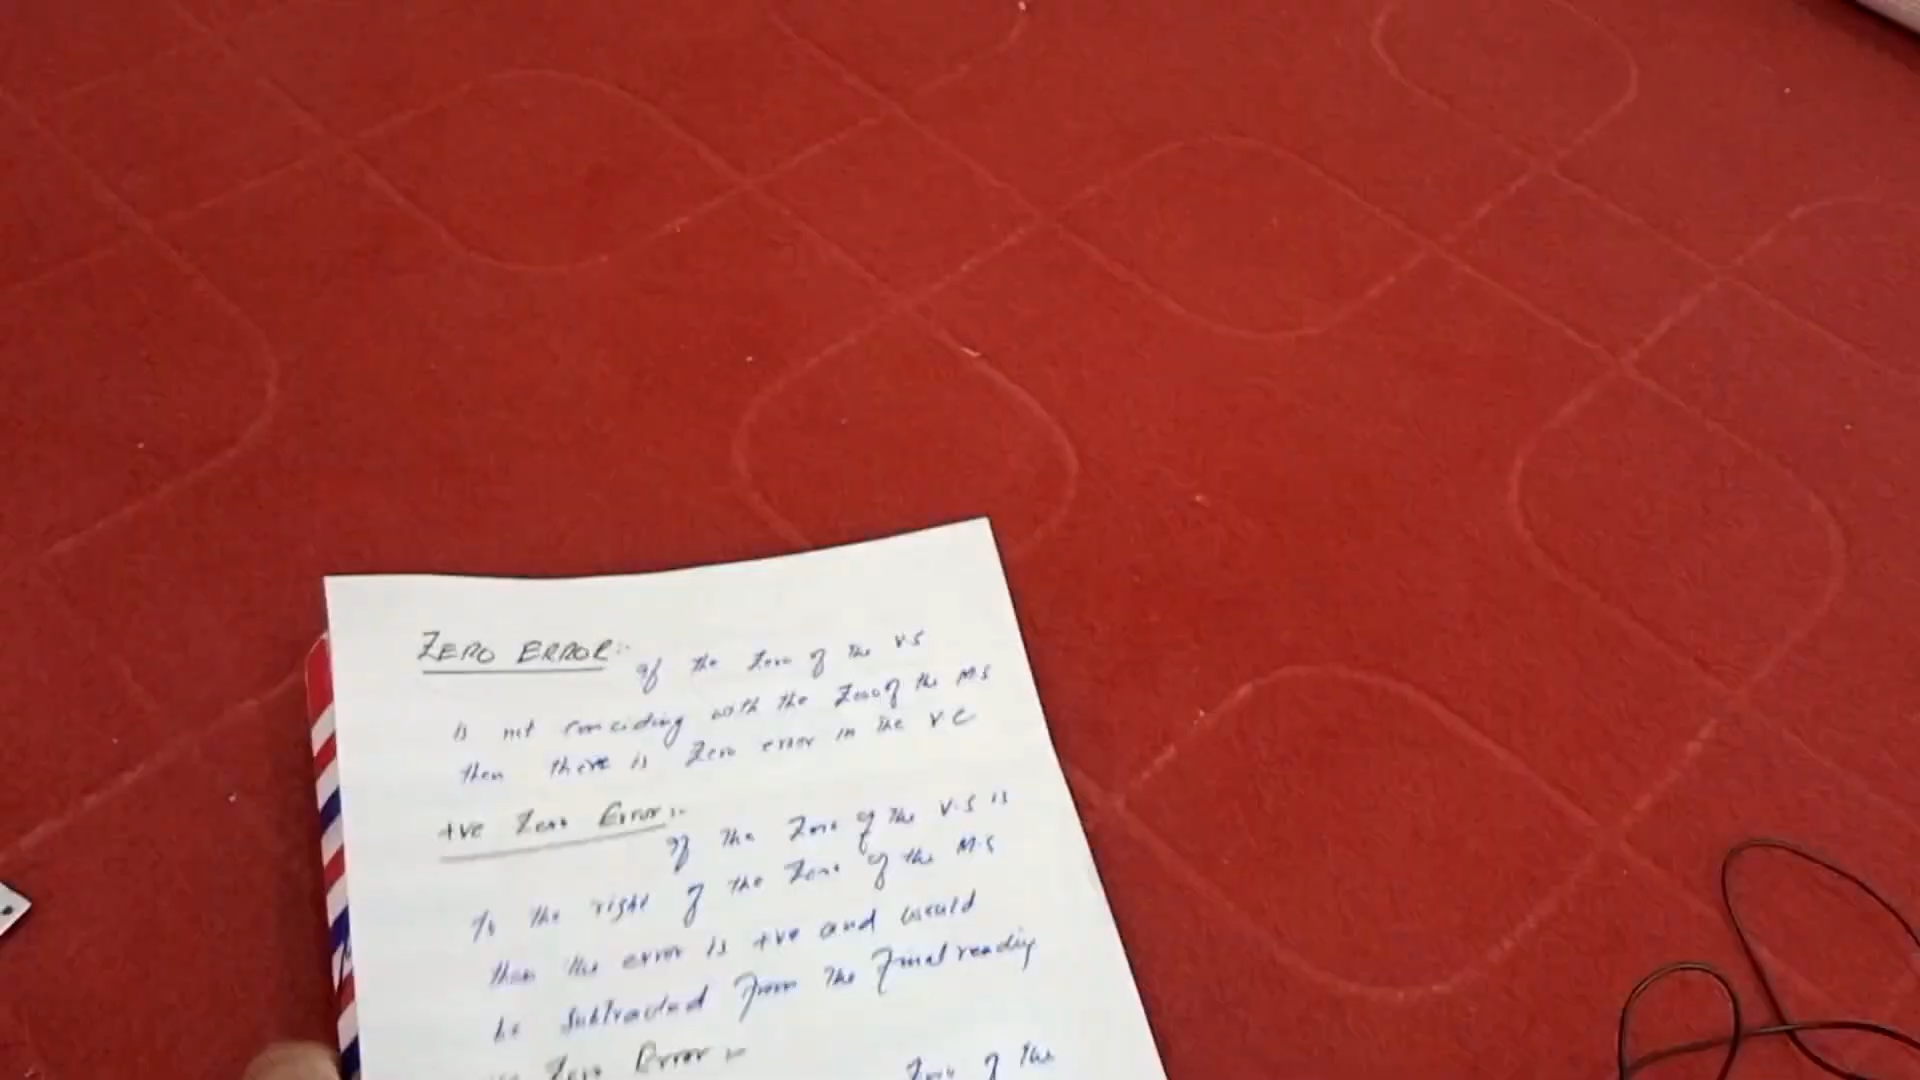 ZERO ERROR:-
If the Zero of the V.S
is not conciding with the Zero of the M.S
then there is Zero error in the V C
+ve Zero Error:-
If the Zero of the V.S is
to the right of the Zero of the M.S
then the error is +ve and would
be subtracted from the final reading
Zero Error:-
Zero of the